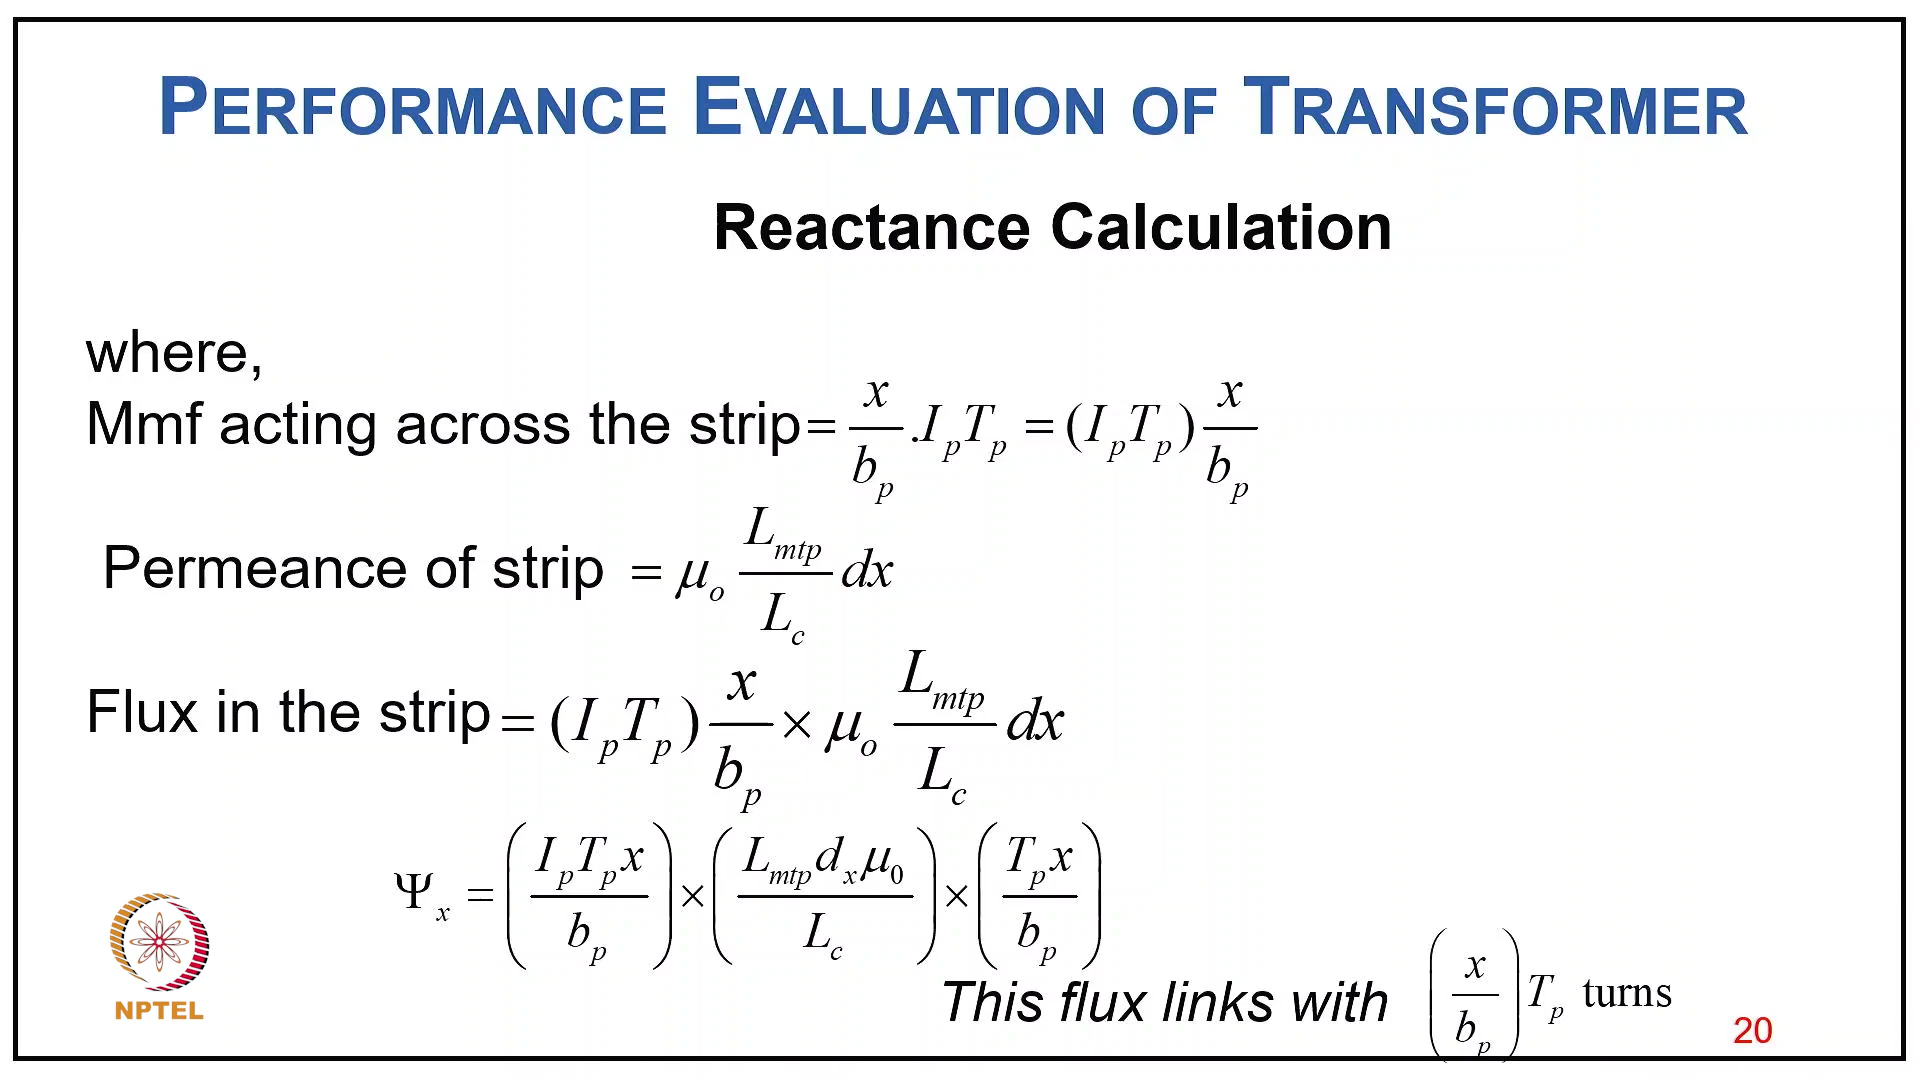 PERFORMANCE EVALUATION OF TRANSFORMER
Reactance Calculation
where,
Mmf acting across the strip = x/b_p . I_p T_p = (I_p T_p) x/b_p
Permeance of strip = μ_o L_mtp/L_c dx
Flux in the strip = (I_p T_p) x/b_p × μ_o L_mtp/L_c dx
Ψ_x = (I_p T_p x/b_p) × (L_mtp d_x μ_0/L_c) × (T_p x/b_p)
This flux links with (x/b_p) T_p turns
NPTEL
20